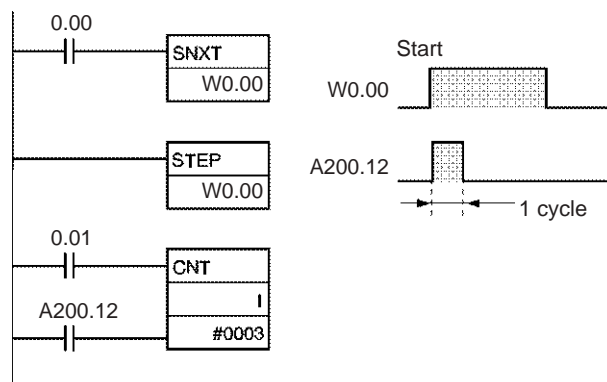 0.00
SNXT
W0.00
STEP
W0.00
0.01
CNT
I
A200.12
#0003
Start
W0.00
A200.12
1 cycle